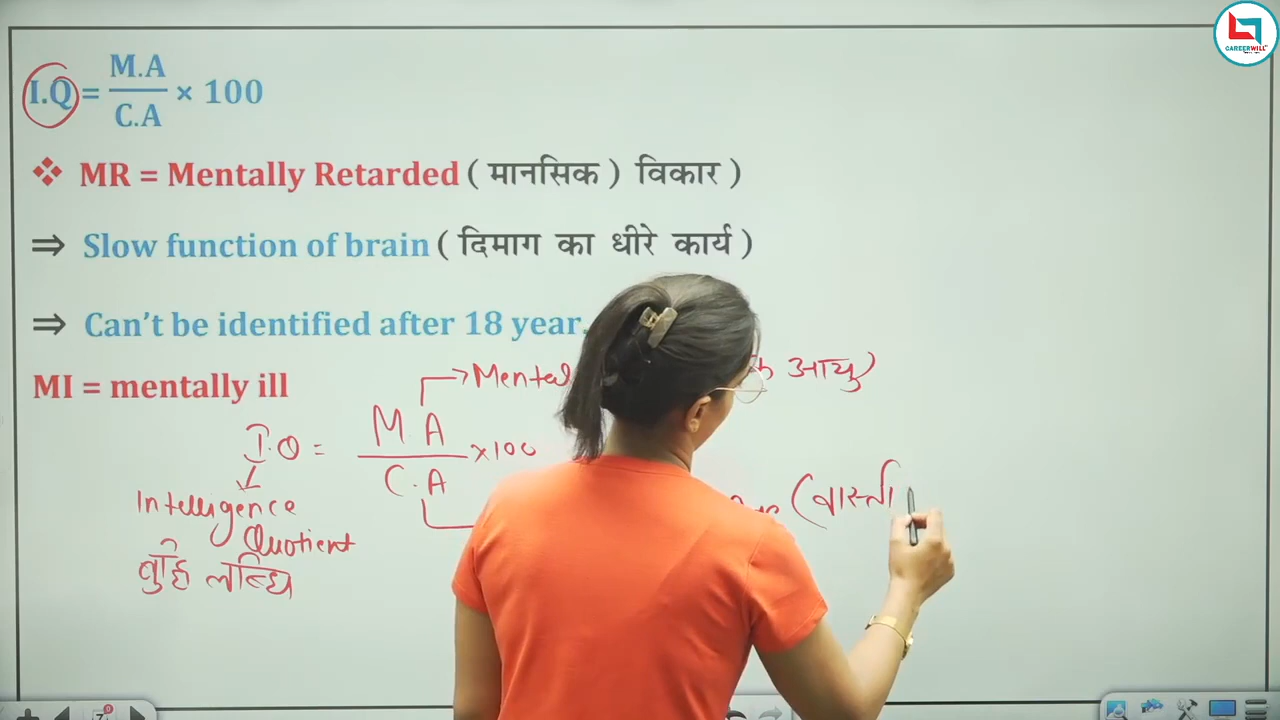 CAREERWILL
I.Q = M.A / C.A × 100
❖ MR = Mentally Retarded ( मानसिक ) विकार )
⇒ Slow function of brain ( दिमाग का धीरे कार्य )
⇒ Can't be identified after 18 year.
MI = mentally ill
→ Mental आयु)
I.Q = M.A / C.A ×100
Intelligence
Quotient
बुद्धि लब्धि
(वास्त